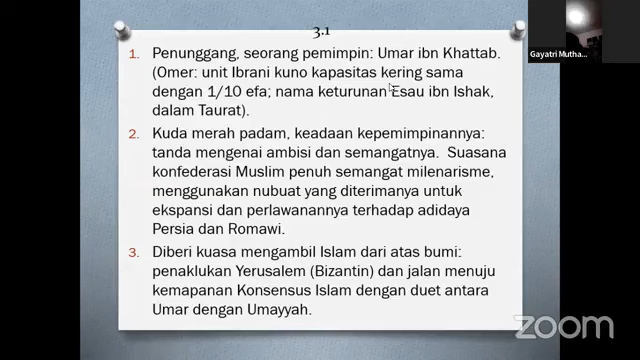 Gayatri Mutha...
3.1
1. Penunggang, seorang pemimpin: Umar ibn Khattab.
(Omer: unit Ibrani kuno kapasitas kering sama
dengan 1/10 efa; nama keturunan Esau ibn Ishak,
dalam Taurat).
2. Kuda merah padam, keadaan kepemimpinannya:
tanda mengenai ambisi dan semangatnya. Suasana
konfederasi Muslim penuh semangat milenarisme,
menggunakan nubuat yang diterimanya untuk
ekspansi dan perlawanannya terhadap adidaya
Persia dan Romawi.
3. Diberi kuasa mengambil Islam dari atas bumi:
penaklukan Yerusalem (Bizantin) dan jalan menuju
kemapanan Konsensus Islam dengan duet antara
Umar dengan Umayyah.
zoom